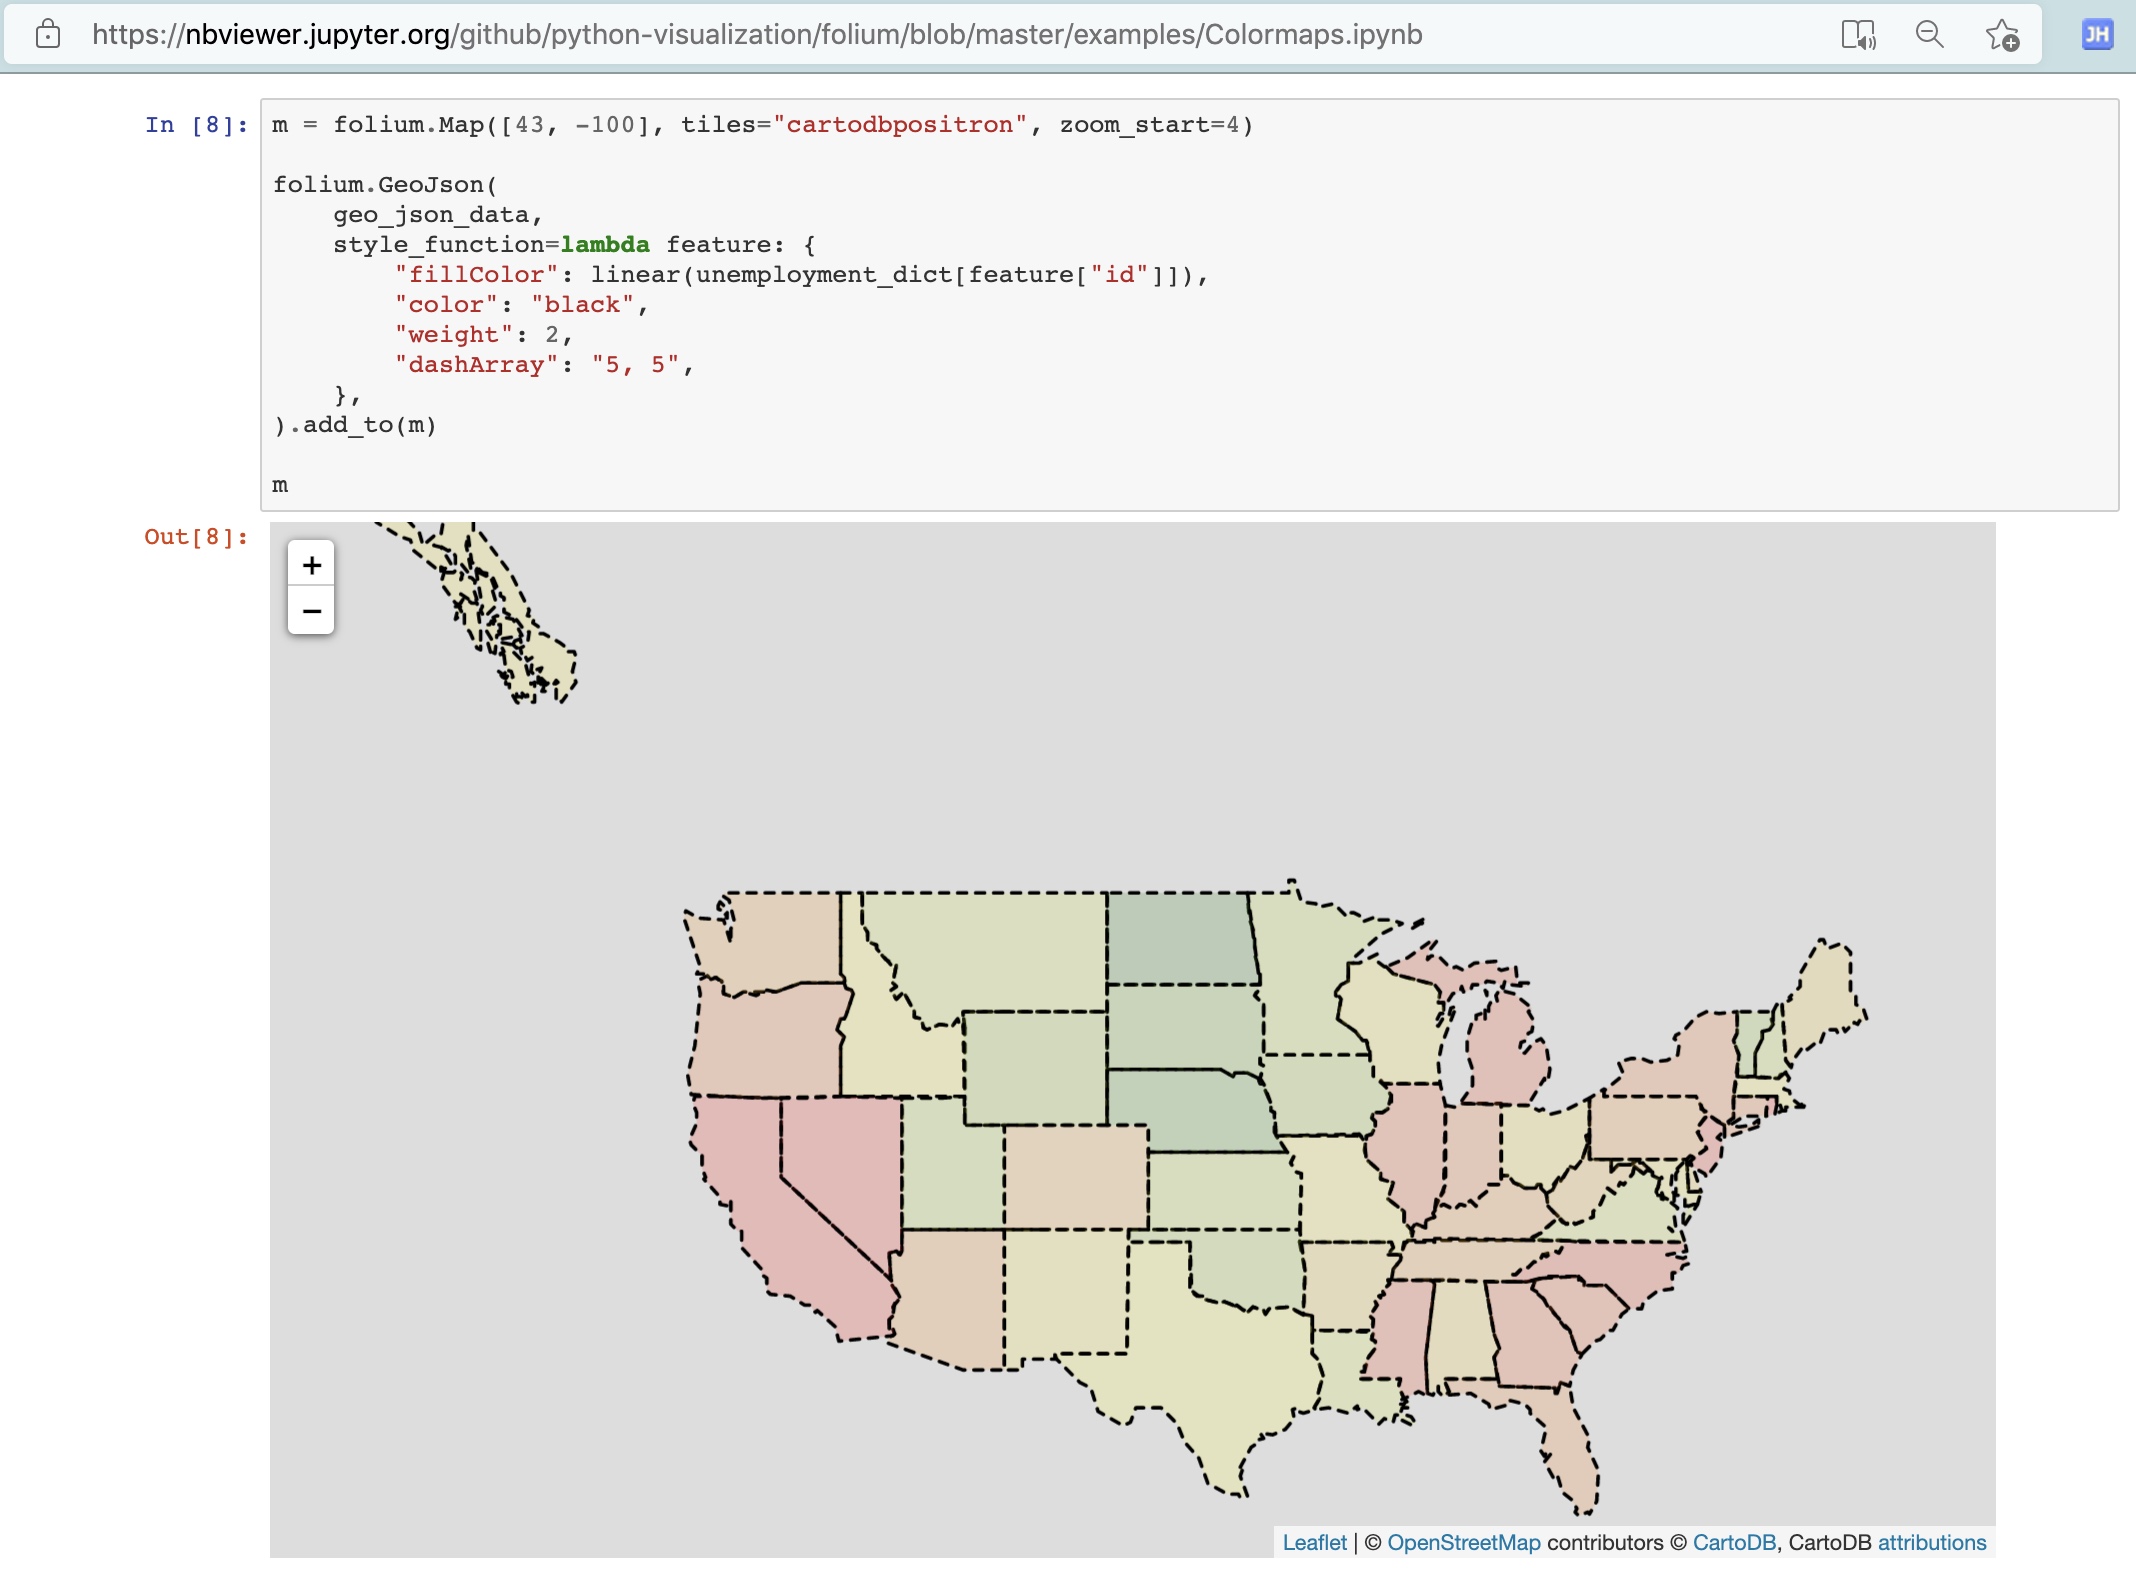 https://nbviewer.jupyter.org/github/python-visualization/folium/blob/master/examples/Colormaps.ipynb
JH
In [8]:
m = folium.Map([43, -100], tiles="cartodbpositron", zoom_start=4)
folium.GeoJson(
    geo_json_data,
    style_function=lambda feature: {
        "fillColor": linear(unemployment_dict[feature["id"]]),
        "color": "black",
        "weight": 2,
        "dashArray": "5, 5",
    },
).add_to(m)
m
Out[8]:
+
−
Leaflet | © OpenStreetMap contributors © CartoDB, CartoDB attributions